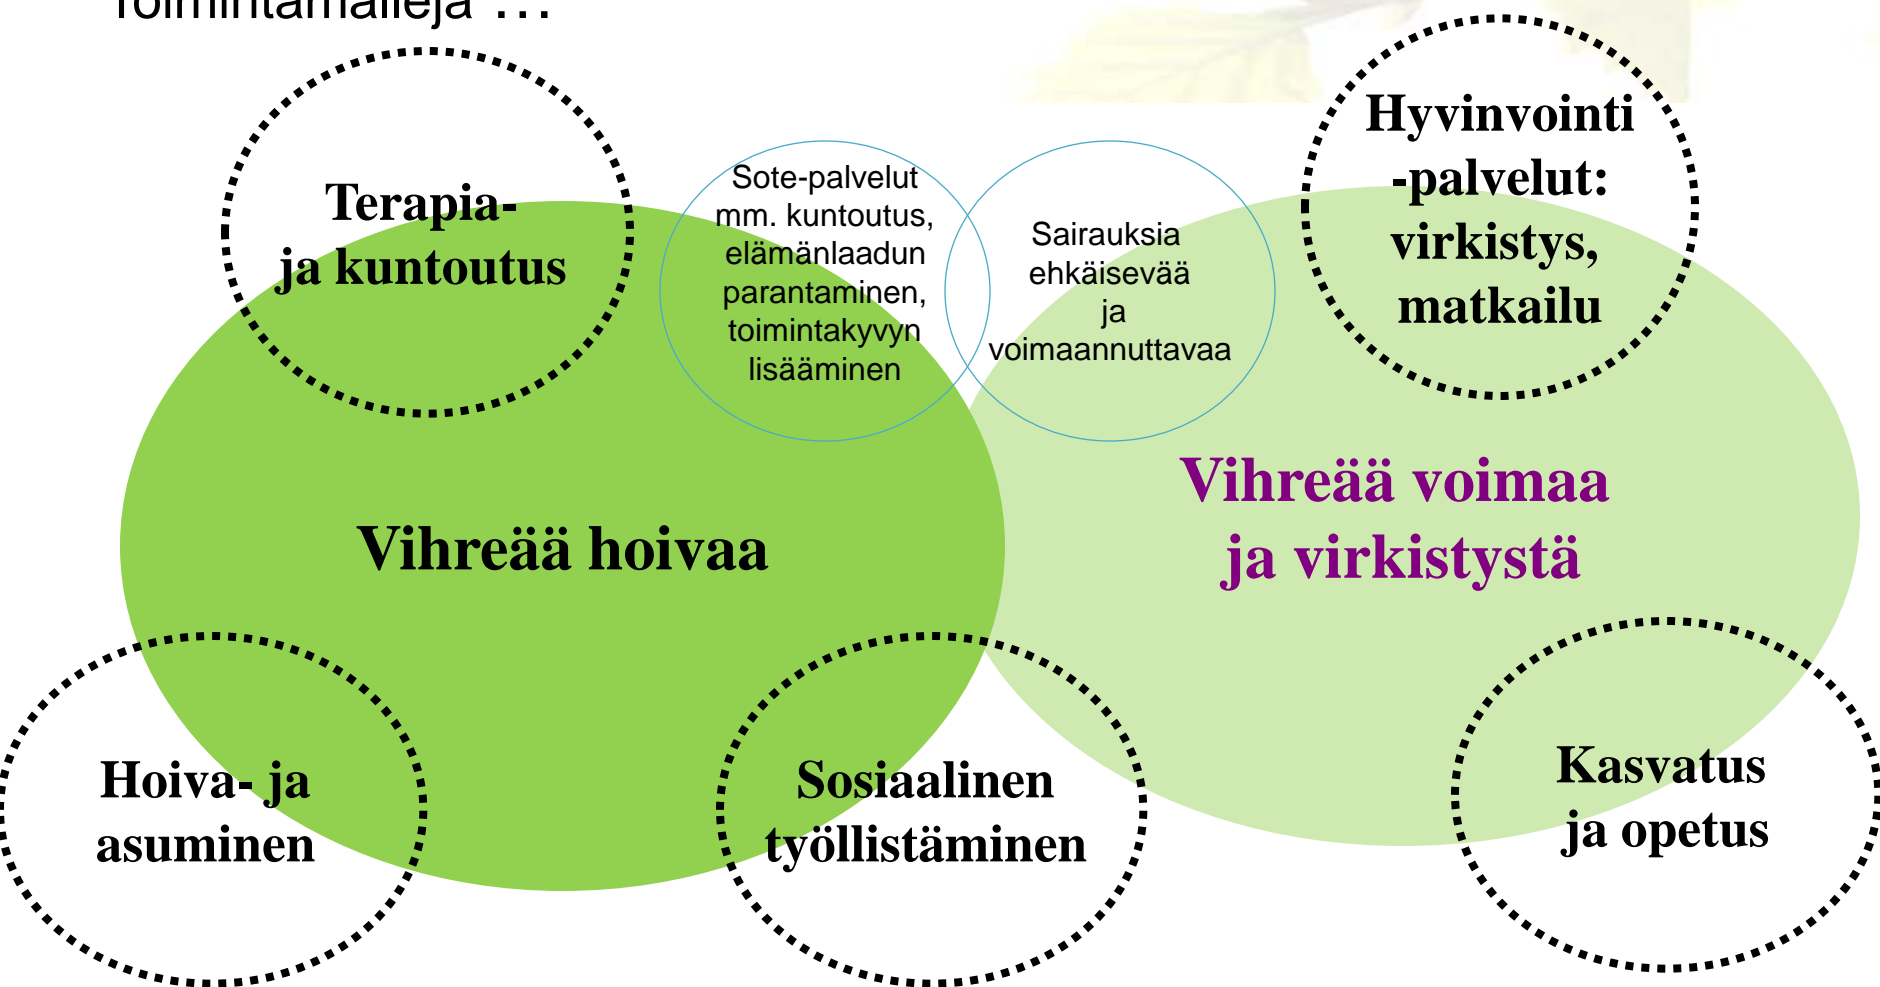 Toimintamalleja ...
Terapia-
ja kuntoutus
Sote-palvelut
mm. kuntoutus,
elämänlaadun
parantaminen,
toimintakyvyn
lisääminen
Sairauksia
ehkäisevää
ja
voimaannuttavaa
Hyvinvointi
-palvelut:
virkistys,
matkailu
Vihreää hoivaa
Vihreää voimaa
ja virkistystä
Hoiva- ja
asuminen
Sosiaalinen
työllistäminen
Kasvatus
ja opetus